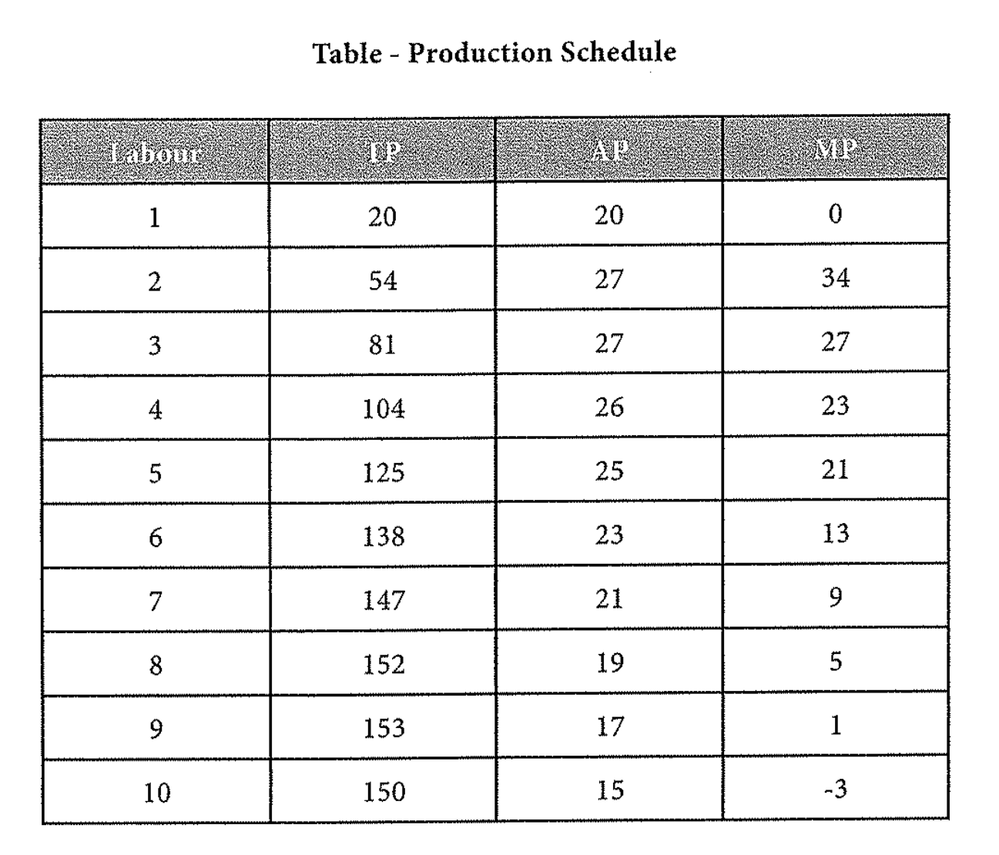 Table - Production Schedule
Labour TP AP MP
1 20 20 0
2 54 27 34
3 81 27 27
4 104 26 23
5 125 25 21
6 138 23 13
7 147 21 9
8 152 19 5
9 153 17 1
10 150 15 -3